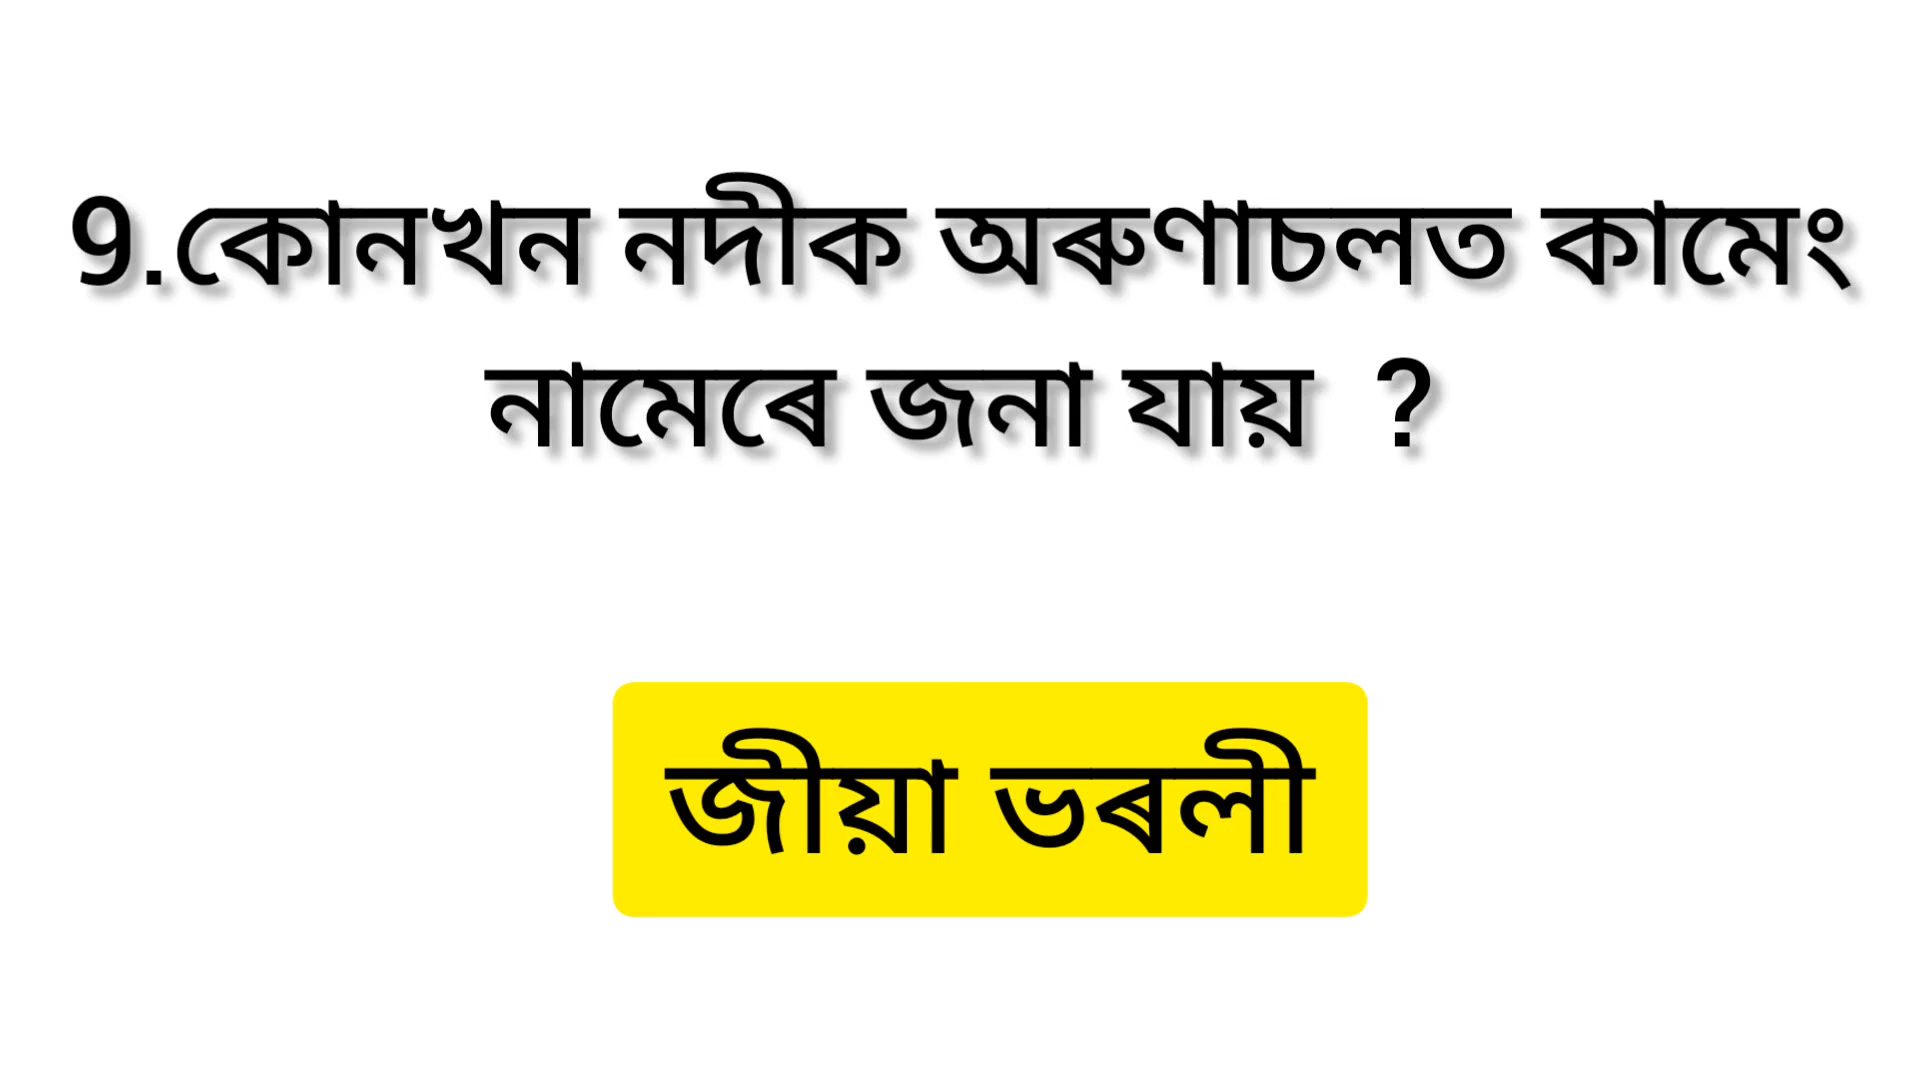 9.কোনখন নদীক অৰুণাচলত কামেং
নামেৰে জনা যায় ?
জীয়া ভৰলী